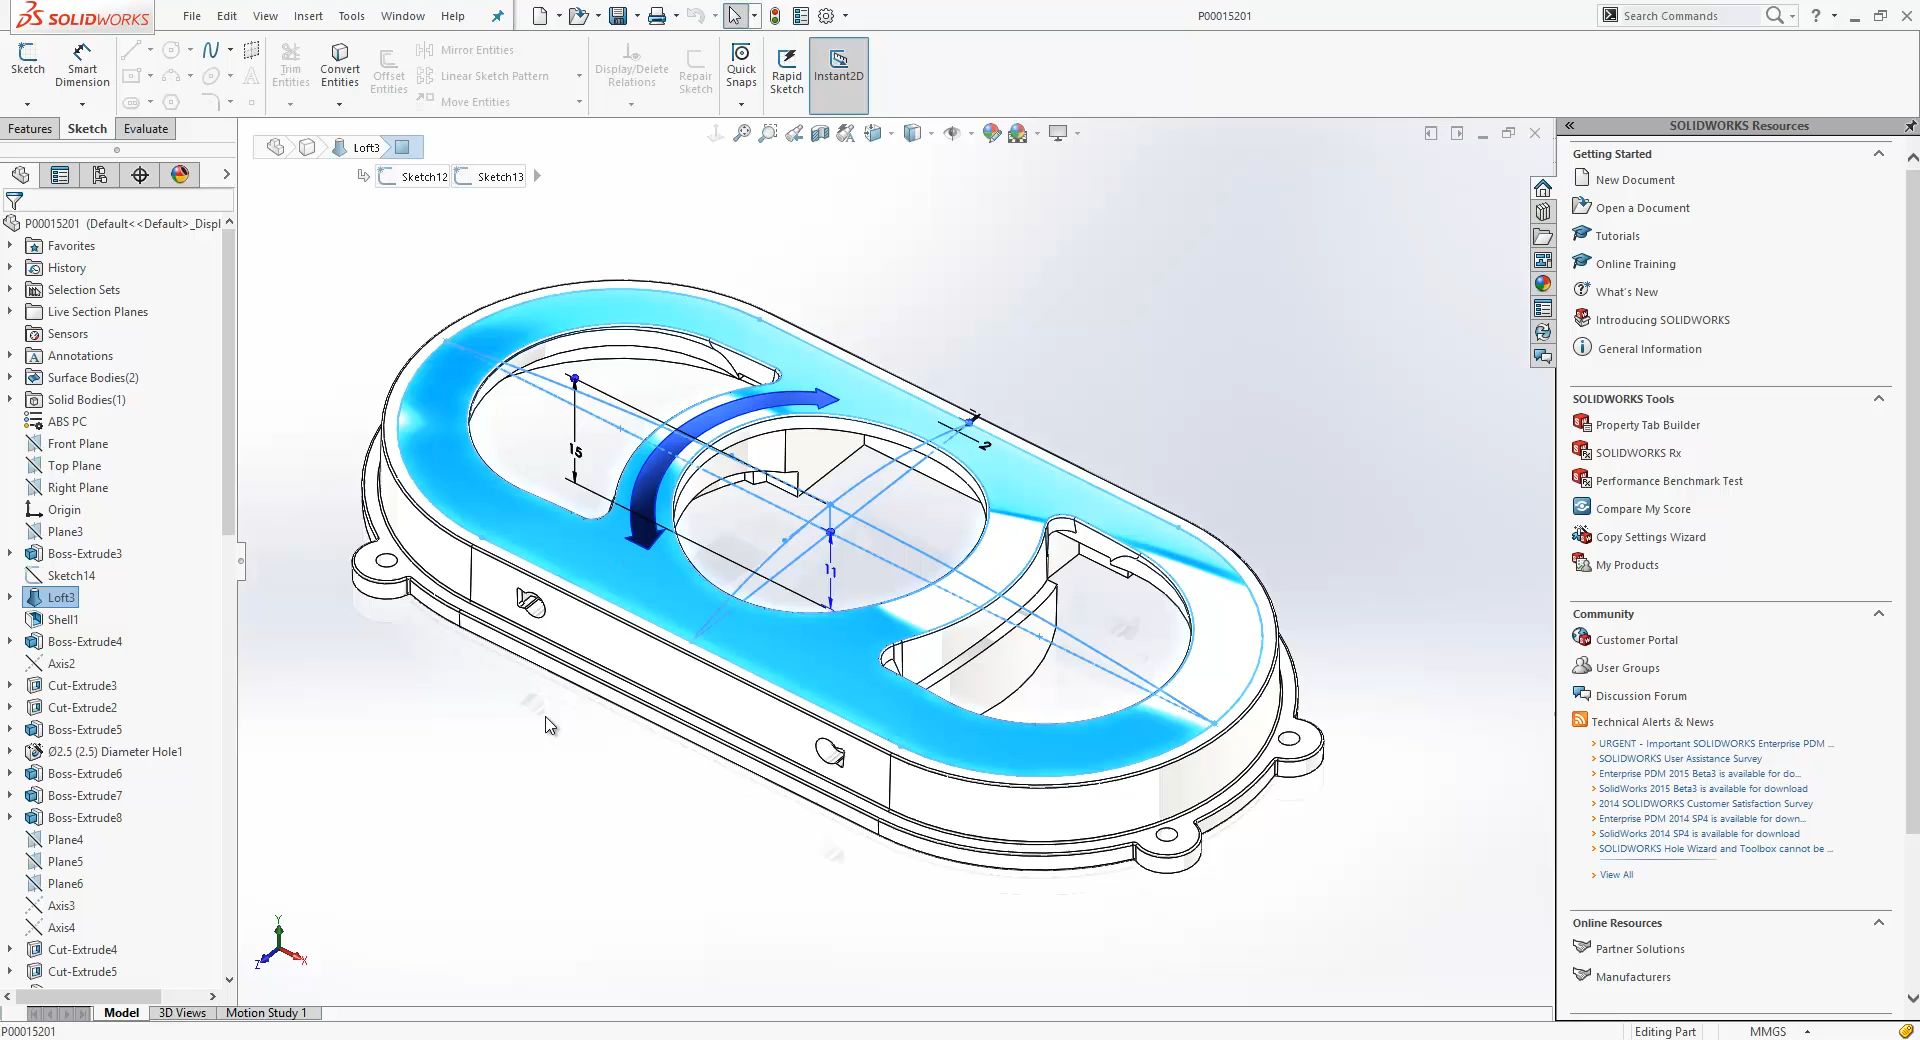 SOLIDWORKS
File Edit View Insert Tools Window Help
P00015201
Search Commands
Sketch
Smart Dimension
Trim Entities
Convert Entities
Offset Entities
Mirror Entities
Linear Sketch Pattern
Move Entities
Display/Delete Relations
Repair Sketch
Quick Snaps
Rapid Sketch
Instant2D
Features Sketch Evaluate
Loft3
Sketch12 Sketch13
P00015201 (Default<<Default>_Displ
Favorites
History
Selection Sets
Live Section Planes
Sensors
Annotations
Surface Bodies(2)
Solid Bodies(1)
ABS PC
Front Plane
Top Plane
Right Plane
Origin
Plane3
Boss-Extrude3
Sketch14
Loft3
Shell1
Boss-Extrude4
Axis2
Cut-Extrude3
Cut-Extrude2
Boss-Extrude5
Ø2.5 (2.5) Diameter Hole1
Boss-Extrude6
Boss-Extrude7
Boss-Extrude8
Plane4
Plane5
Plane6
Axis3
Axis4
Cut-Extrude4
Cut-Extrude5
15
2
11
Y
Z
X
SOLIDWORKS Resources
Getting Started
New Document
Open a Document
Tutorials
Online Training
What's New
Introducing SOLIDWORKS
General Information
SOLIDWORKS Tools
Property Tab Builder
SOLIDWORKS Rx
Performance Benchmark Test
Compare My Score
Copy Settings Wizard
My Products
Community
Customer Portal
User Groups
Discussion Forum
Technical Alerts & News
URGENT - Important SOLIDWORKS Enterprise PDM ...
SOLIDWORKS User Assistance Survey
Enterprise PDM 2015 Beta3 is available for do...
SolidWorks 2015 Beta3 is available for download
2014 SOLIDWORKS Customer Satisfaction Survey
Enterprise PDM 2014 SP4 is available for down...
SolidWorks 2014 SP4 is available for download
SOLIDWORKS Hole Wizard and Toolbox cannot be ...
View All
Online Resources
Partner Solutions
Manufacturers
Model 3D Views Motion Study 1
P00015201
Editing Part
MMGS